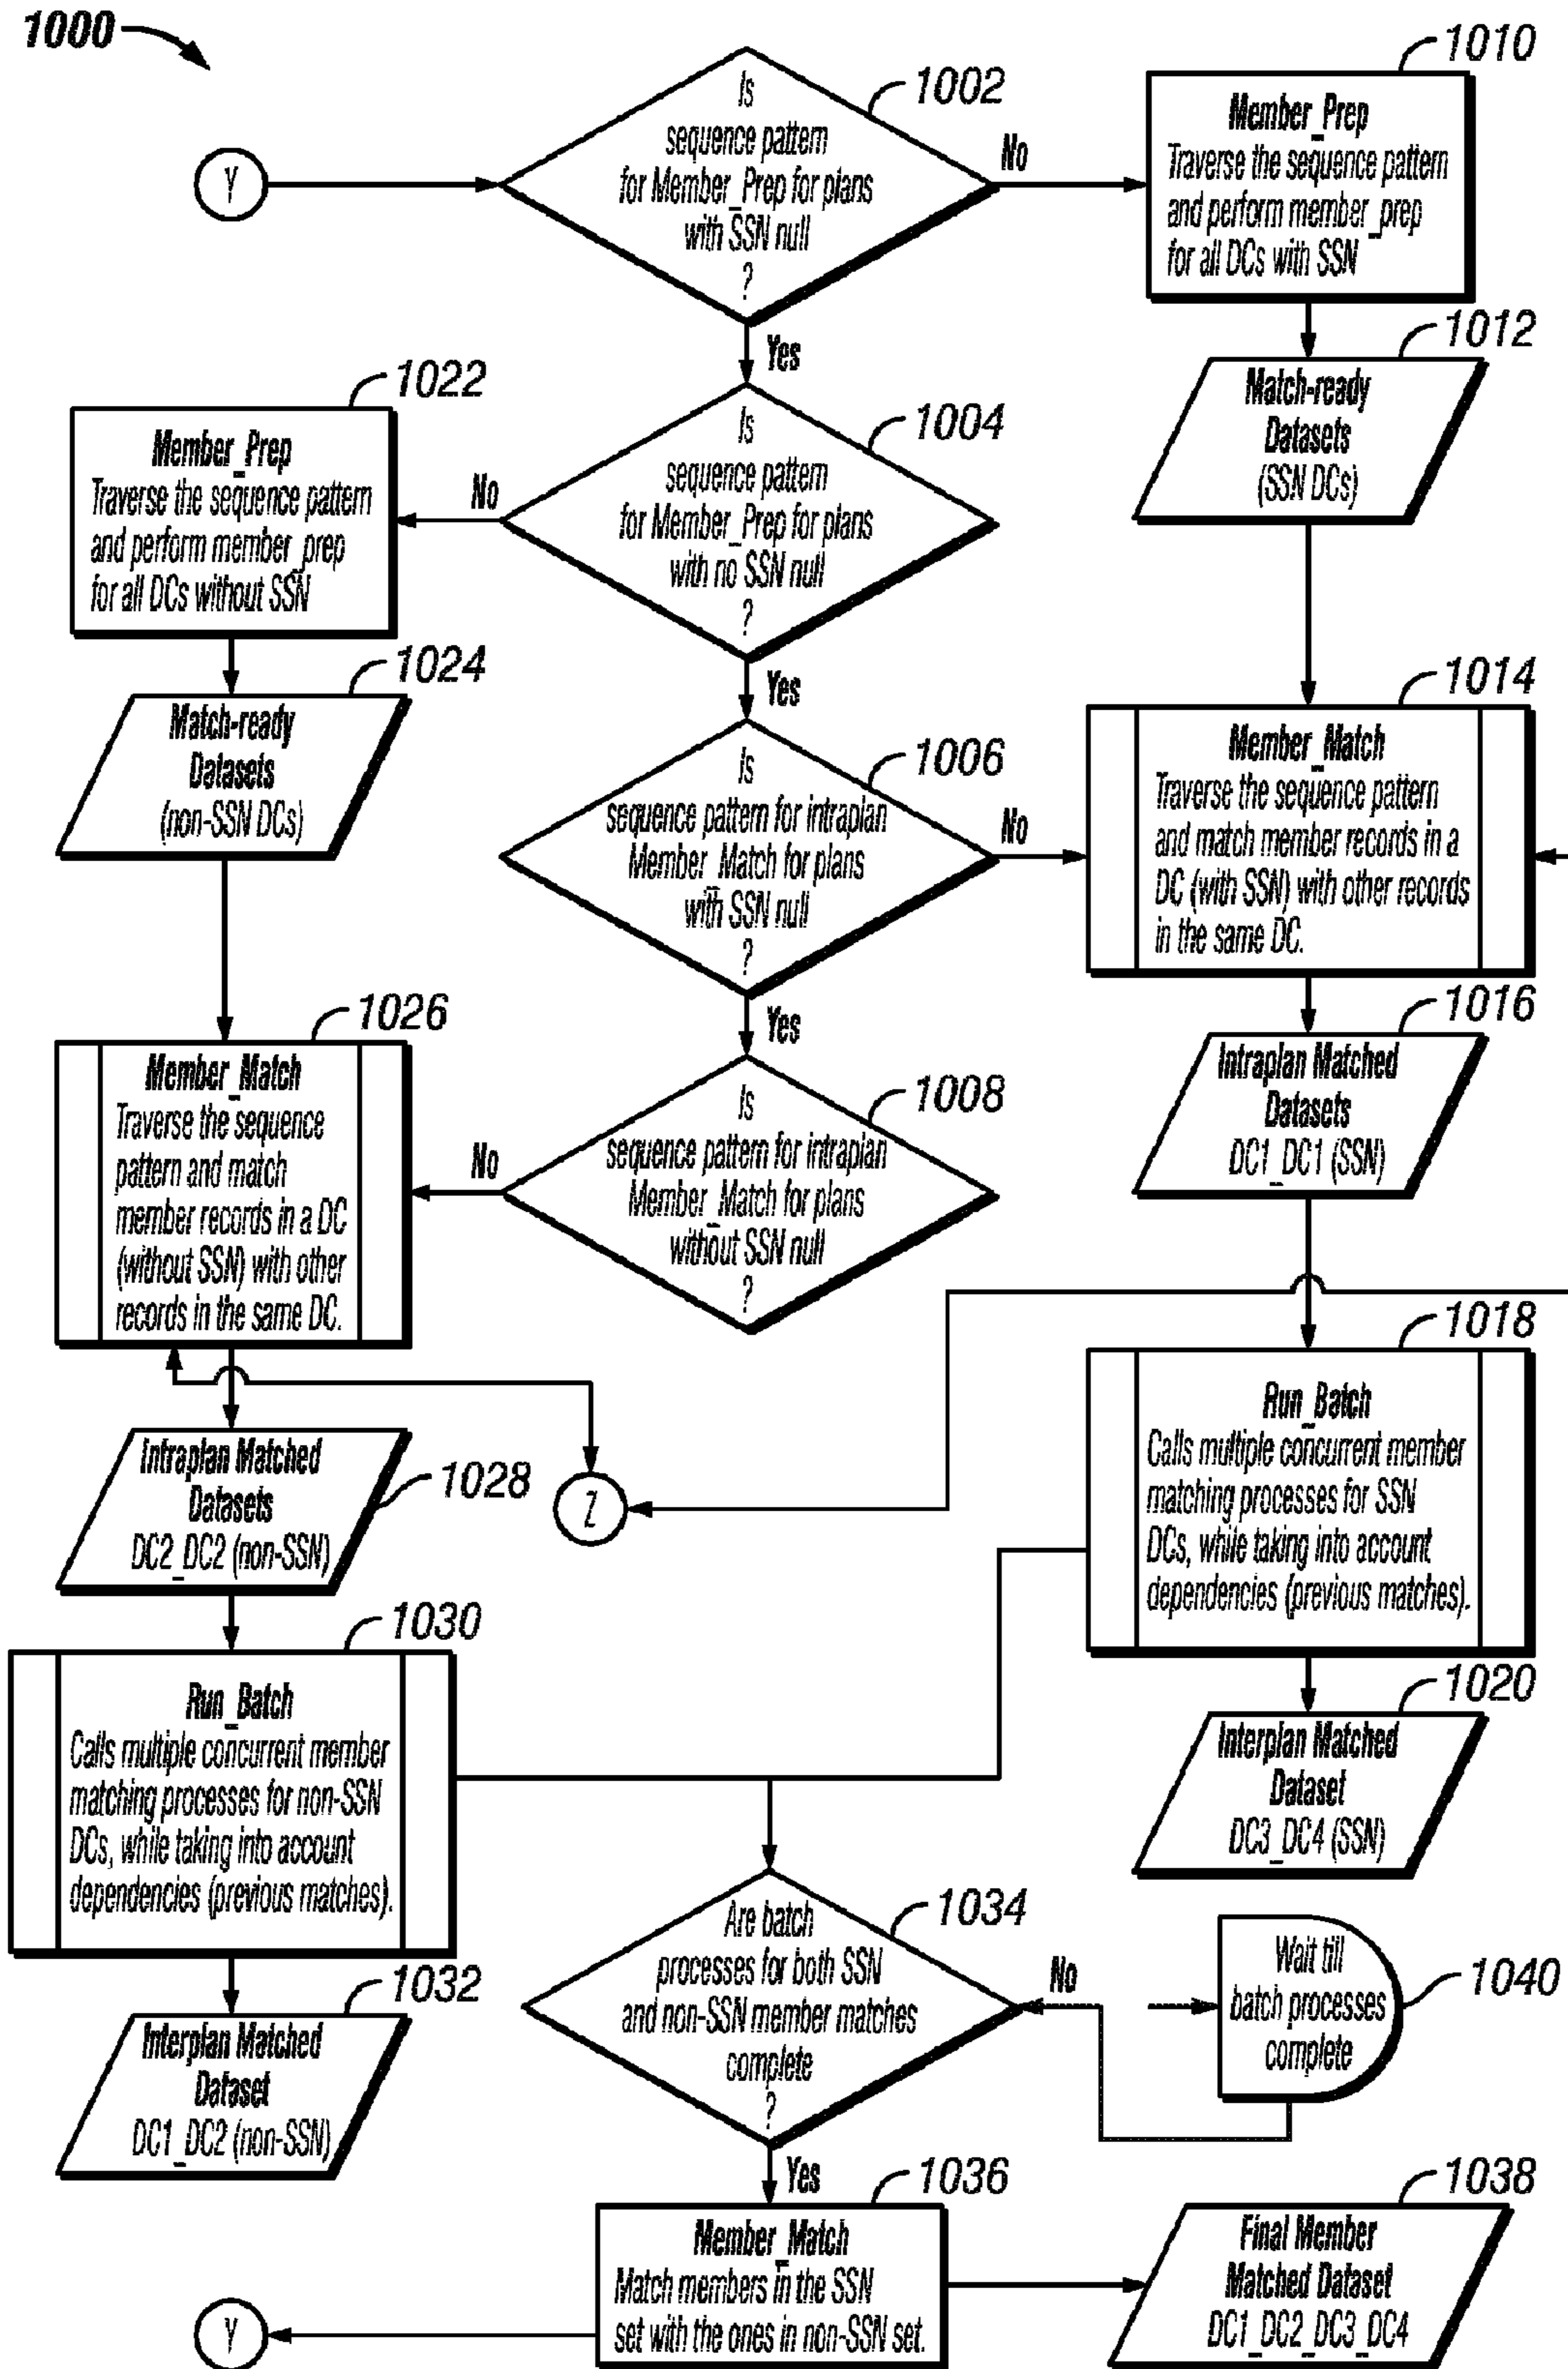 1000
Y
Is
sequence pattern
for Member_Prep for plans
with SSN null
?
1002
No
Yes
1010
Member_Prep
Traverse the sequence pattern
and perform member_prep
for all DCs with SSN
1012
Match-ready
Datasets
(SSN DCs)
1022
Member_Prep
Traverse the sequence pattern
and perform member_prep
for all DCs without SSN
1004
Is
sequence pattern
for Member_Prep for plans
with no SSN null
?
No
Yes
1024
Match-ready
Datasets
(non-SSN DCs)
1006
Is
sequence pattern for intraplan
Member_Match for plans
with SSN null
?
No
Yes
1014
Member_Match
Traverse the sequence pattern
and match member records in a
DC (with SSN) with other records
in the same DC.
1016
Intraplan Matched
Datasets
DC1_DC1 (SSN)
1026
Member_Match
Traverse the sequence
pattern and match
member records in a DC
(without SSN) with other
records in the same DC.
1008
Is
sequence pattern for intraplan
Member_Match for plans
without SSN null
?
No
1018
Run_Batch
Calls multiple concurrent member
matching processes for SSN
DCs, while taking into account
dependencies (previous matches).
1028
Intraplan Matched
Datasets
DC2_DC2 (non-SSN)
Z
1030
Run_Batch
Calls multiple concurrent member
matching processes for non-SSN
DCs, while taking into account
dependencies (previous matches).
1020
Interplan Matched
Dataset
DC3_DC4 (SSN)
1032
Interplan Matched
Dataset
DC1_DC2 (non-SSN)
1034
Are batch
processes for both SSN
and non-SSN member matches
complete
?
No
Yes
1040
Wait till
batch processes
complete
1036
Member_Match
Match members in the SSN
set with the ones in non-SSN set.
1038
Final Member
Matched Dataset
DC1_DC2_DC3_DC4
Y